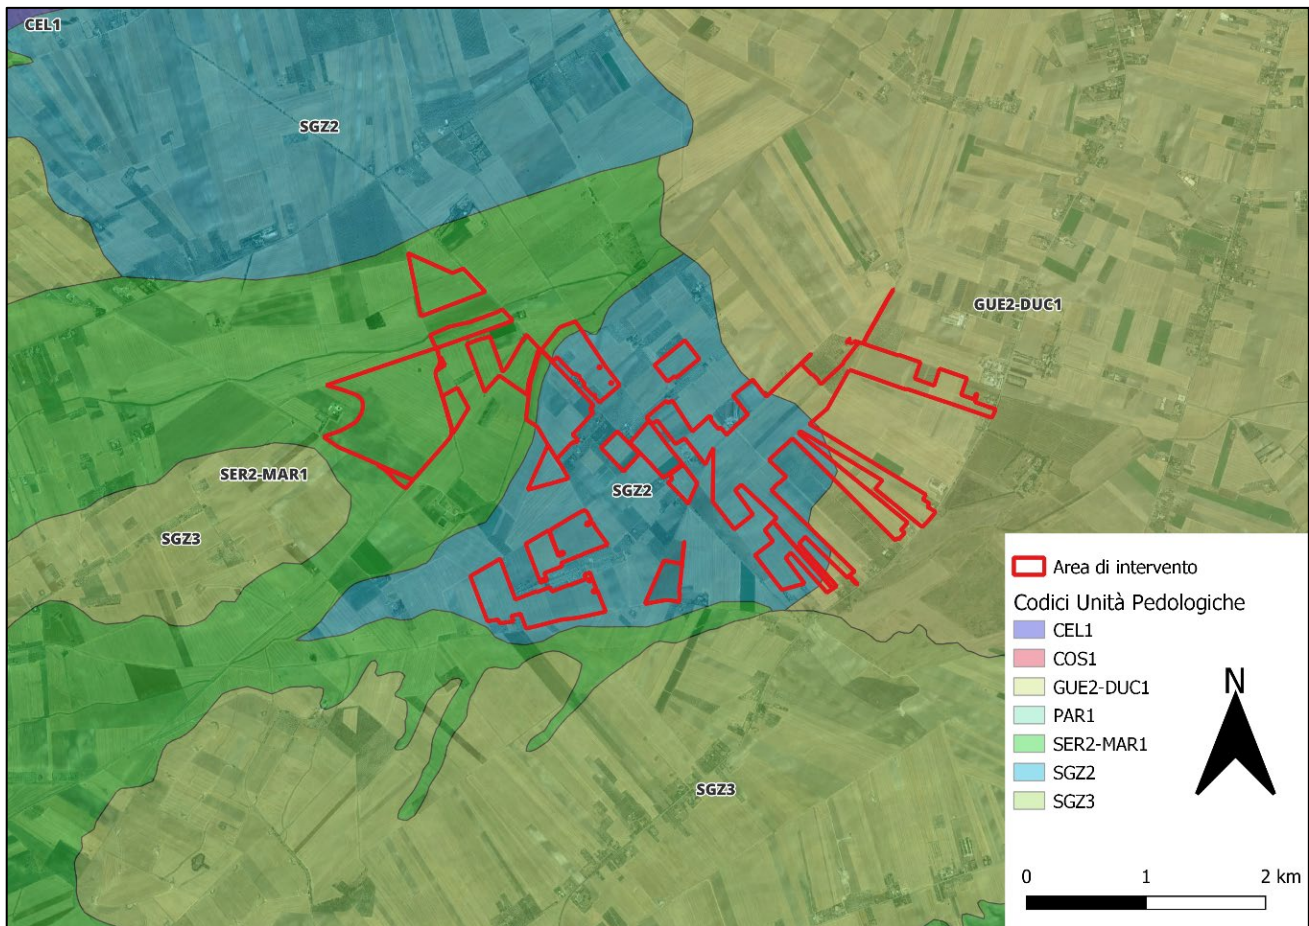 CEL1
SGZ2
GUE2-DUC1
SER2-MAR1
SGZ2
SGZ3
SGZ3
Area di intervento
Codici Unità Pedologiche
CEL1
COS1
GUE2-DUC1
PAR1
SER2-MAR1
SGZ2
SGZ3
N
0 1 2 km